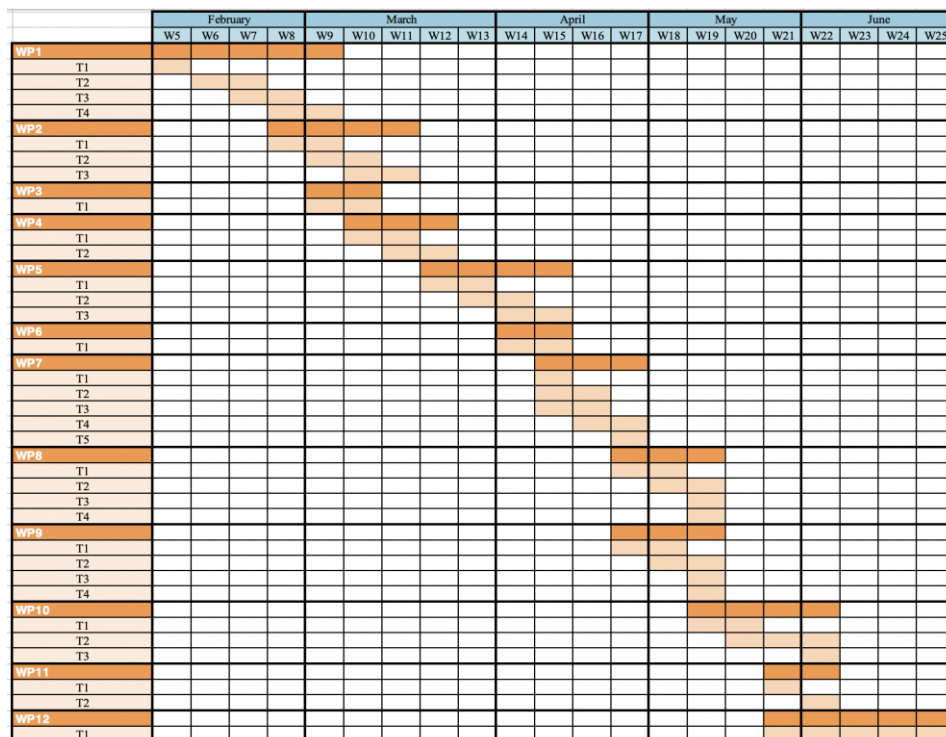 February March April May June
W5 W6 W7 W8 W9 W10 W11 W12 W13 W14 W15 W16 W17 W18 W19 W20 W21 W22 W23 W24 W25
WP1
T1
T2
T3
T4
WP2
T1
T2
T3
WP3
T1
WP4
T1
T2
WP5
T1
T2
T3
WP6
T1
WP7
T1
T2
T3
T4
T5
WP8
T1
T2
T3
T4
WP9
T1
T2
T3
T4
WP10
T1
T2
T3
WP11
T1
T2
WP12
T1